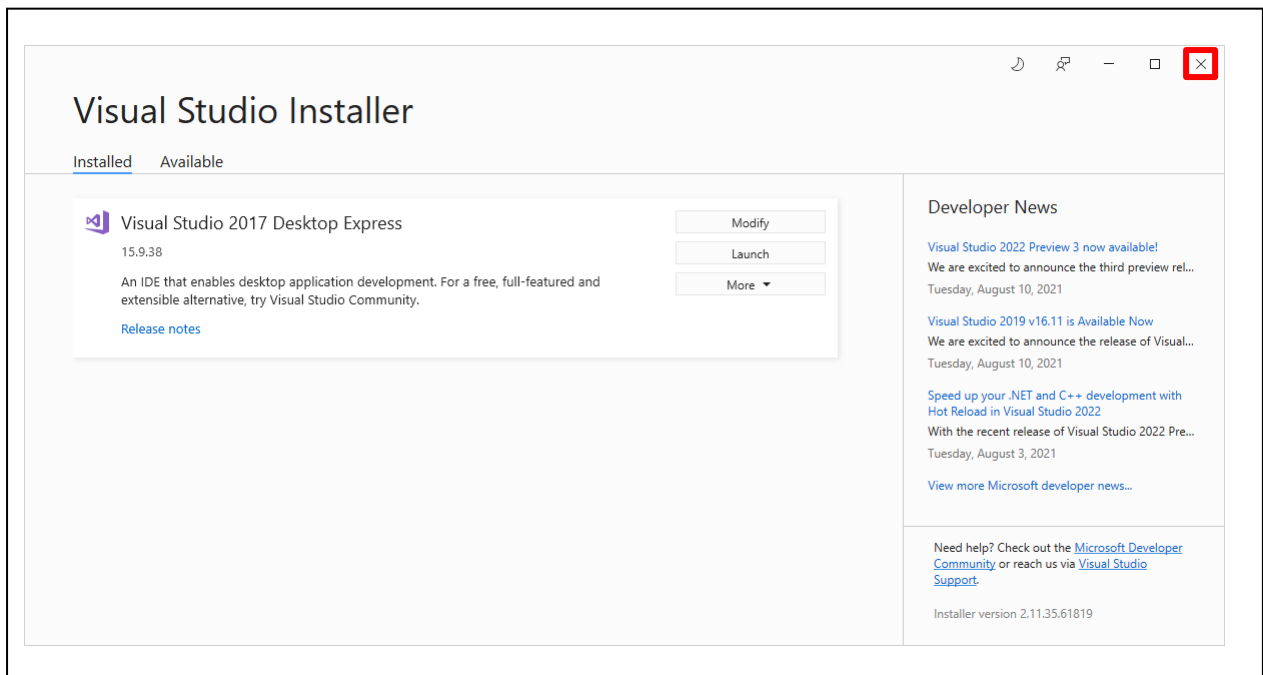 Visual Studio Installer
Installed Available
Visual Studio 2017 Desktop Express
15.9.38
An IDE that enables desktop application development. For a free, full-featured and
extensible alternative, try Visual Studio Community.
Release notes
Modify
Launch
More
Developer News
Visual Studio 2022 Preview 3 now available!
We are excited to announce the third preview rel...
Tuesday, August 10, 2021
Visual Studio 2019 v16.11 is Available Now
We are excited to announce the release of Visual...
Tuesday, August 10, 2021
Speed up your .NET and C++ development with
Hot Reload in Visual Studio 2022
With the recent release of Visual Studio 2022 Pre...
Tuesday, August 3, 2021
View more Microsoft developer news...
Need help? Check out the Microsoft Developer
Community or reach us via Visual Studio
Support.
Installer version 2.11.35.61819